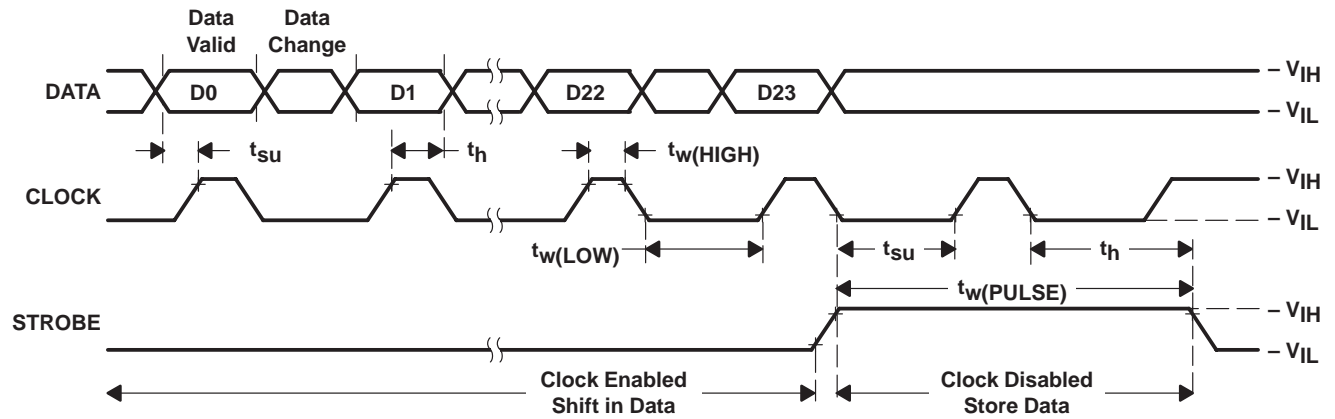 Data Valid
Data Change
DATA
D0
D1
D22
D23
– VIH
– VIL
tsu
th
tw(HIGH)
CLOCK
– VIH
– VIL
tw(LOW)
tsu
th
tw(PULSE)
STROBE
– VIH
– VIL
Clock Enabled
Shift in Data
Clock Disabled
Store Data